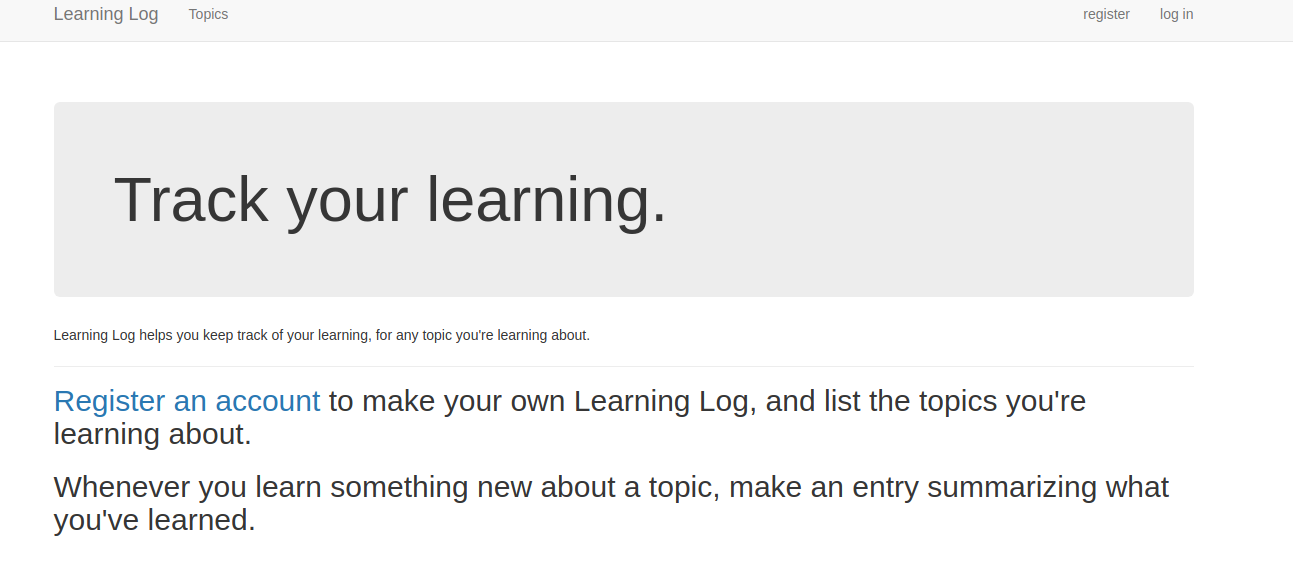 Learning Log Topics register log in
Track your learning.
Learning Log helps you keep track of your learning, for any topic you're learning about.
Register an account to make your own Learning Log, and list the topics you're
learning about.
Whenever you learn something new about a topic, make an entry summarizing what
you've learned.